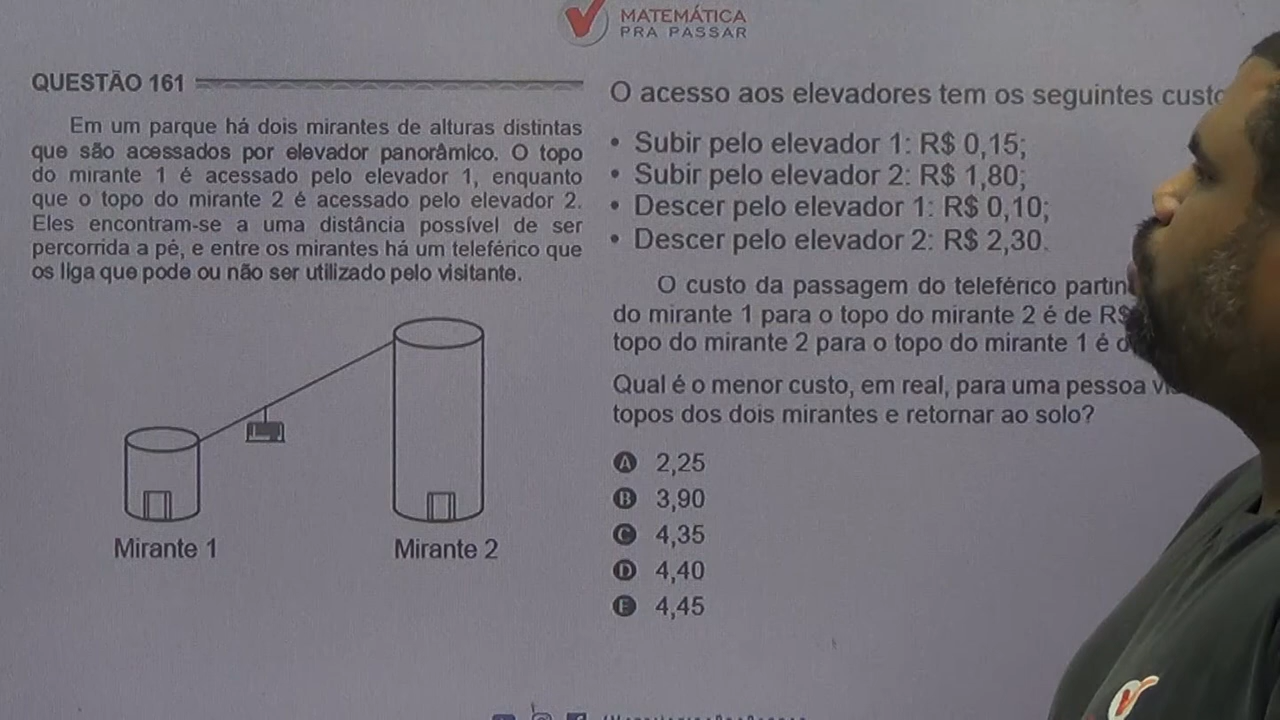 MATEMÁTICA
PRA PASSAR
QUESTÃO 161
Em um parque há dois mirantes de alturas distintas
que são acessados por elevador panorâmico. O topo
do mirante 1 é acessado pelo elevador 1, enquanto
que o topo do mirante 2 é acessado pelo elevador 2.
Eles encontram-se a uma distância possível de ser
percorrida a pé, e entre os mirantes há um teleférico que
os liga que pode ou não ser utilizado pelo visitante.
Mirante 1
Mirante 2
O acesso aos elevadores tem os seguintes
• Subir pelo elevador 1: R$ 0,15;
• Subir pelo elevador 2: R$ 1,80;
• Descer pelo elevador 1: R$ 0,10;
• Descer pelo elevador 2: R$ 2,30.
O custo da passagem do teleférico
do mirante 1 para o topo do mirante 2 é de R$
topo do mirante 2 para o topo do mirante 1 é
Qual é o menor custo, em real, para uma pessoa
topos dos dois mirantes e retornar ao solo?
A 2,25
B 3,90
C 4,35
D 4,40
E 4,45